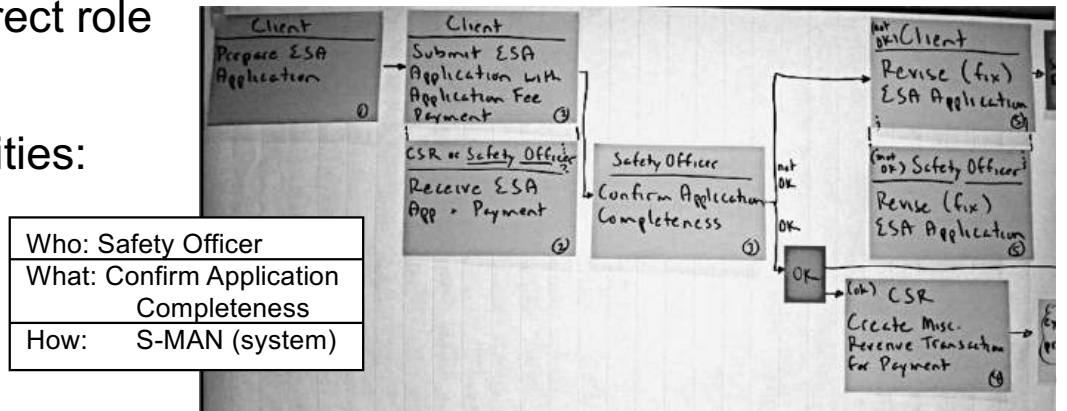 rect role
ities:
Who: Safety Officer
What: Confirm Application
Completeness
How: S-MAN (system)
Client
Prepare ESA
Application
①
Client
Submit ESA
Application with
Application Fee
Payment
②
CSR or Safety Officer
?
Receive ESA
App + Payment
②
Safety Officer
Confirm Application
Completeness
③
not
OK
OK
OK
(not
OK) Client
Revise (fix)
ESA Application
⑤
(not
OK) Safety Officer
Revise (fix)
ESA Application
⑤
(ok) CSR
Create Misc.
Revenue Transaction
for Payment
④